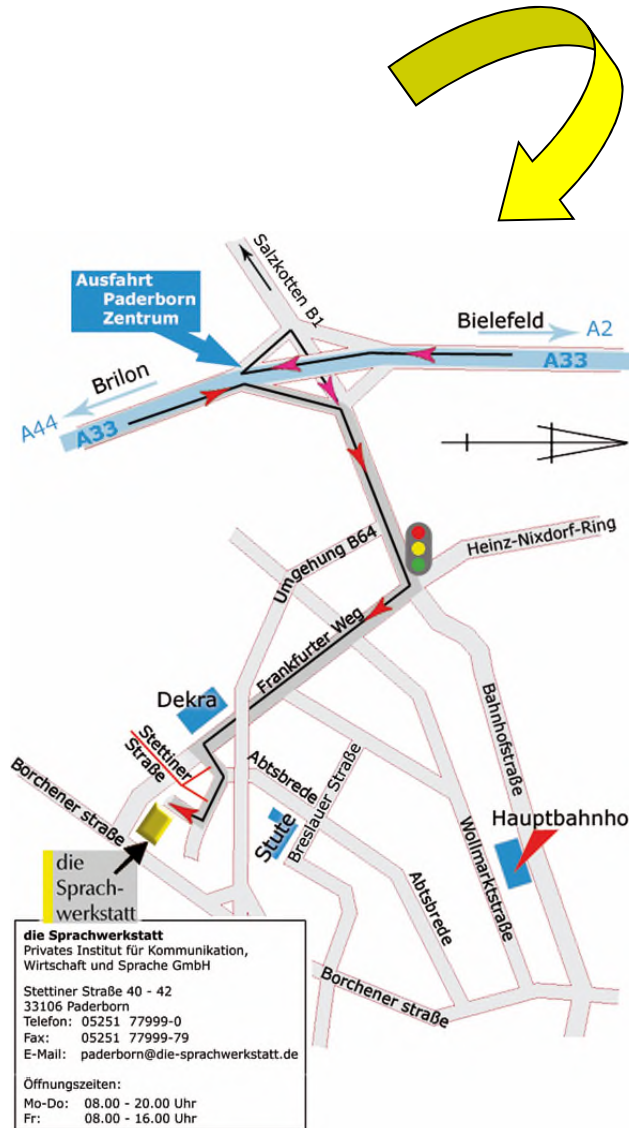 Salzkotten B1
Ausfahrt
Paderborn
Zentrum
Bielefeld
A2
A33
Brilon
A44
A33
Heinz-Nixdorf-Ring
Umgehung B64
Frankfurter Weg
Dekra
Stettiner
Straße
Bahnhofstraße
Borchener straße
Abtsbrede
Breslauer Straße
Stute
Hauptbahnho
Wollmarktstraße
Abtsbrede
Borchener straße
die
Sprach-
werkstatt
die Sprachwerkstatt
Privates Institut für Kommunikation,
Wirtschaft und Sprache GmbH
Stettiner Straße 40 - 42
33106 Paderborn
Telefon: 05251 77999-0
Fax: 05251 77999-79
E-Mail: paderborn@die-sprachwerkstatt.de
Öffnungszeiten:
Mo-Do: 08.00 - 20.00 Uhr
Fr: 08.00 - 16.00 Uhr